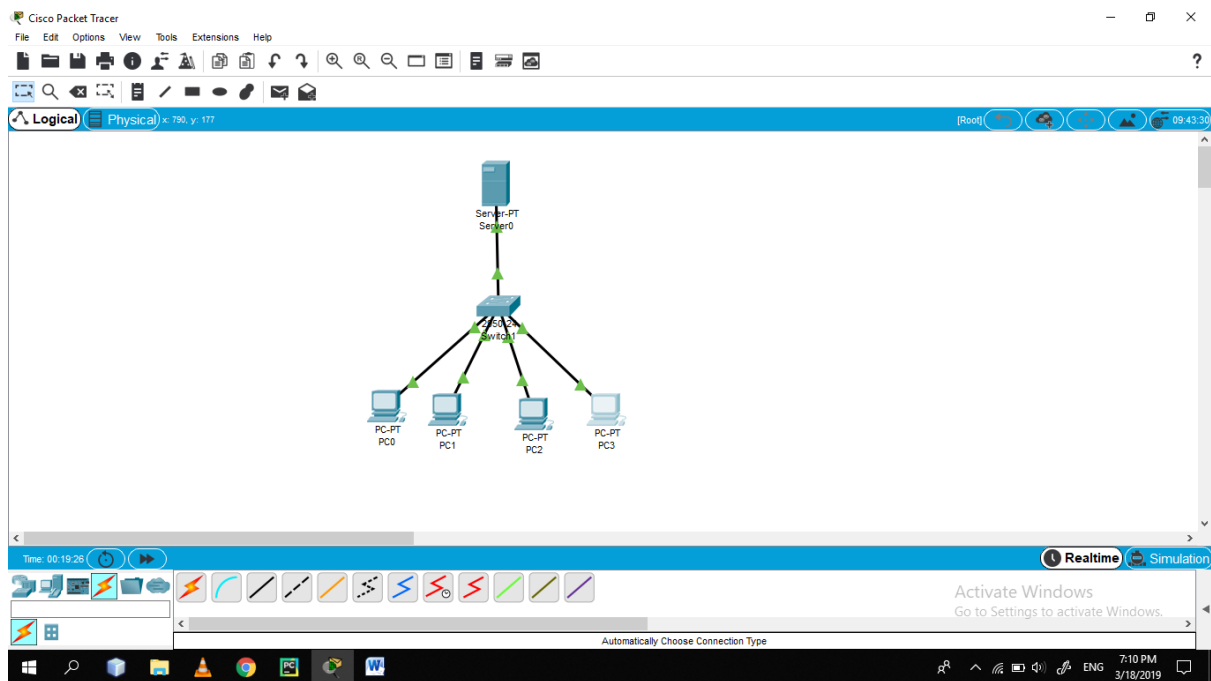 Cisco Packet Tracer
File Edit Options View Tools Extensions Help
?
Logical Physical x: 790, y: 177 [Root] 09:43:30
Server-PT
Server0
Switch1
PC-PT
PC0
PC-PT
PC1
PC-PT
PC2
PC-PT
PC3
Time: 00:19:26 Realtime Simulation
Activate Windows
Go to Settings to activate Windows.
Automatically Choose Connection Type
PC W ENG 7:10 PM
3/18/2019